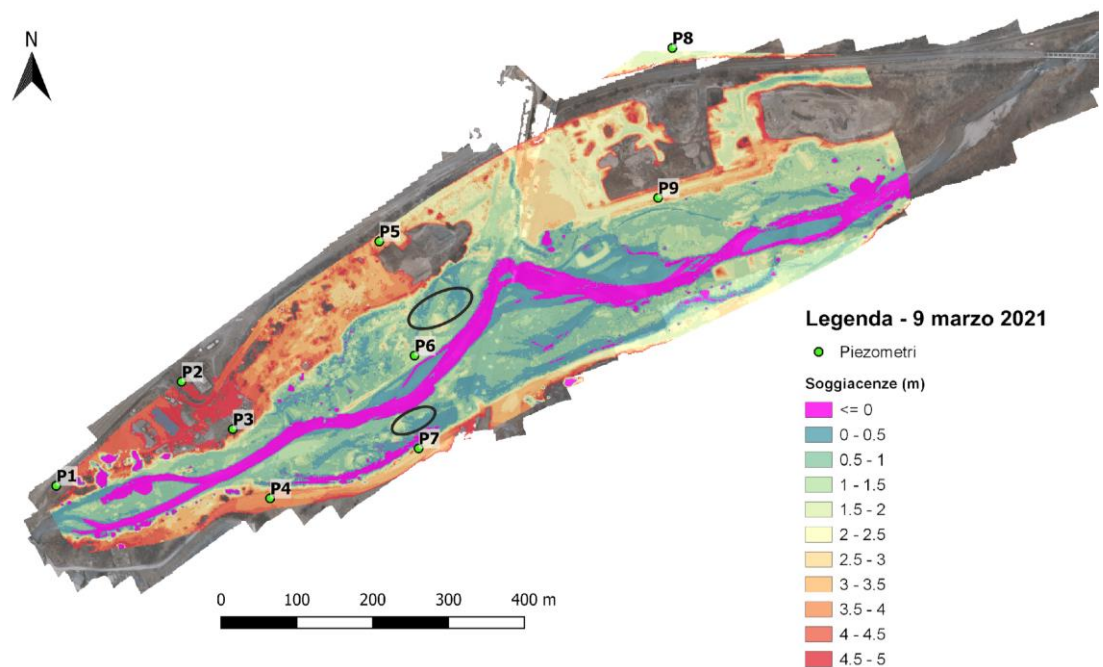 N
P8
P9
P5
P6
P2
P3
P7
P1
P4
Legenda - 9 marzo 2021
Piezometri
Soggiacenze (m)
<= 0
0 - 0.5
0.5 - 1
1 - 1.5
1.5 - 2
2 - 2.5
2.5 - 3
3 - 3.5
3.5 - 4
4 - 4.5
4.5 - 5
0 100 200 300 400 m